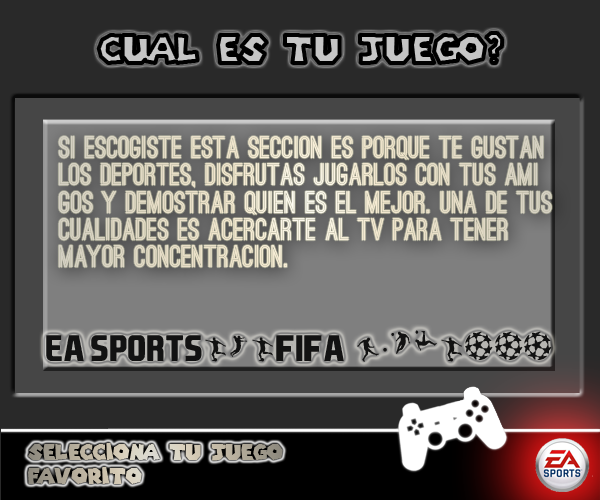 CUAL ES TU JUEGO?
SI ESCOGISTE ESTA SECCION ES PORQUE TE GUSTAN
LOS DEPORTES, DISFRUTAS JUGARLOS CON TUS AMI
GOS Y DEMOSTRAR QUIEN ES EL MEJOR. UNA DE TUS
CUALIDADES ES ACERCARTE AL TV PARA TENER
MAYOR CONCENTRACION.
EA SPORTS FIFA
SELECCIONA TU JUEGO
FAVORITO
EA
SPORTS